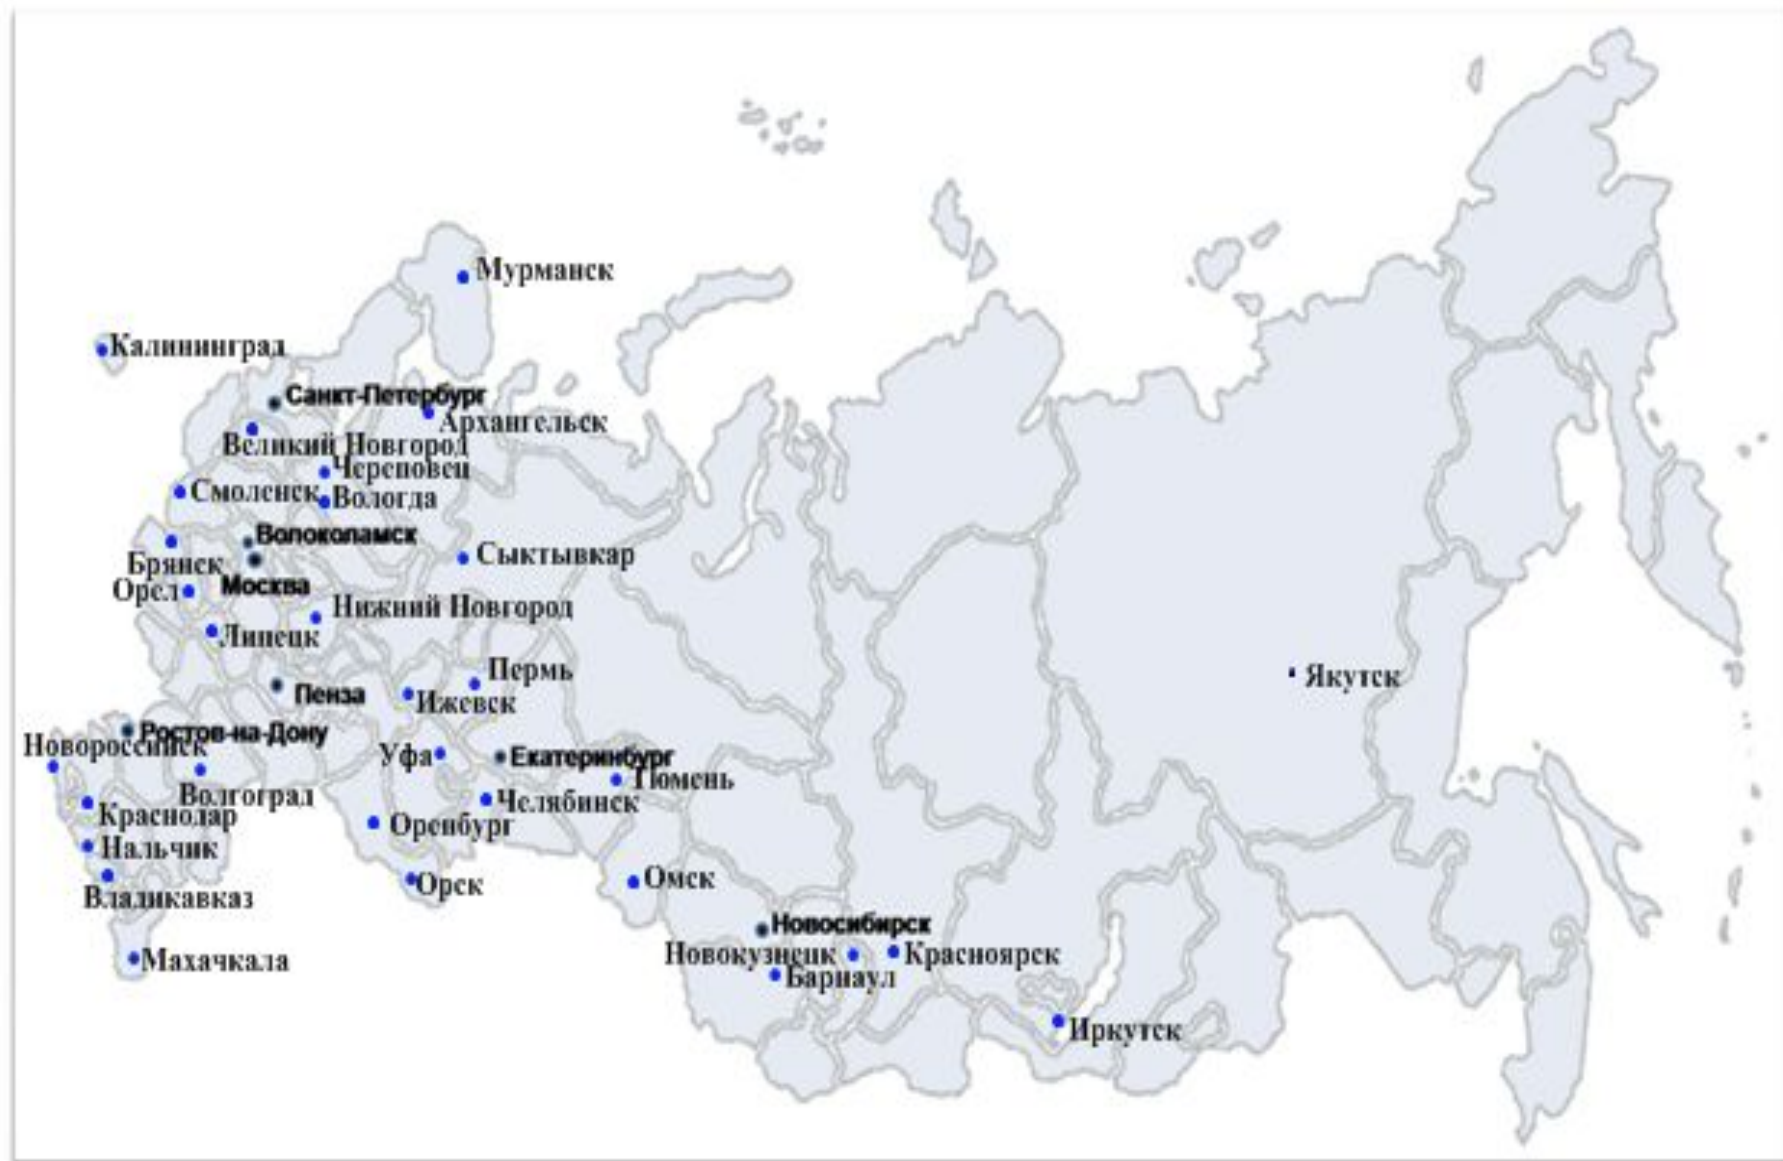 Мурманск
Калининград
Санкт-Петербург
Архангельск
Великий Новгород
Череповец
Смоленск
Вологда
Волоколамск
Сыктывкар
Брянск
Москва
Орел
Нижний Новгород
Липецк
Пермь
Якутск
Пенза
Ижевск
Ростов-на-Дону
Новороссийск
Уфа
Екатеринбург
Тюмень
Волгоград
Челябинск
Краснодар
Оренбург
Нальчик
Орск
Омск
Владикавказ
Новосибирск
Новокузнецк
Красноярск
Махачкала
Барнаул
Иркутск